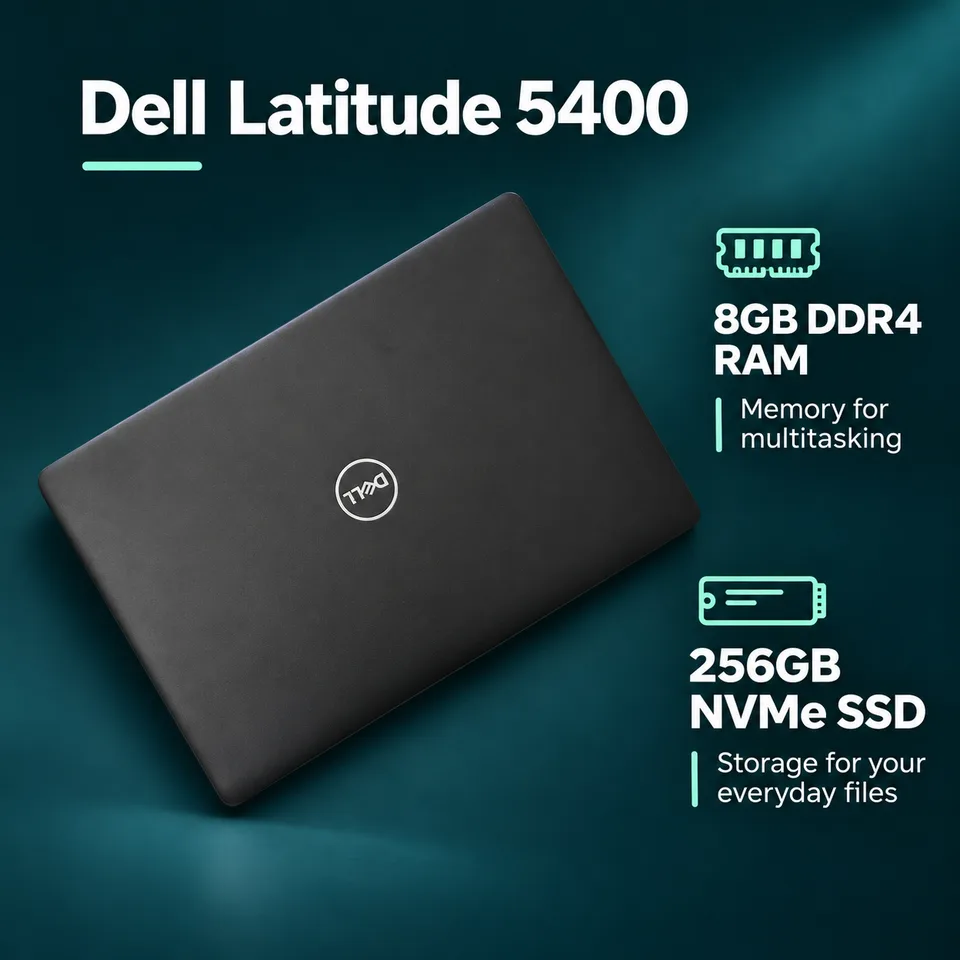 Dell Latitude 5400
DELL
8GB DDR4
RAM
Memory for
multitasking
256GB
NVMe SSD
Storage for your
everyday files